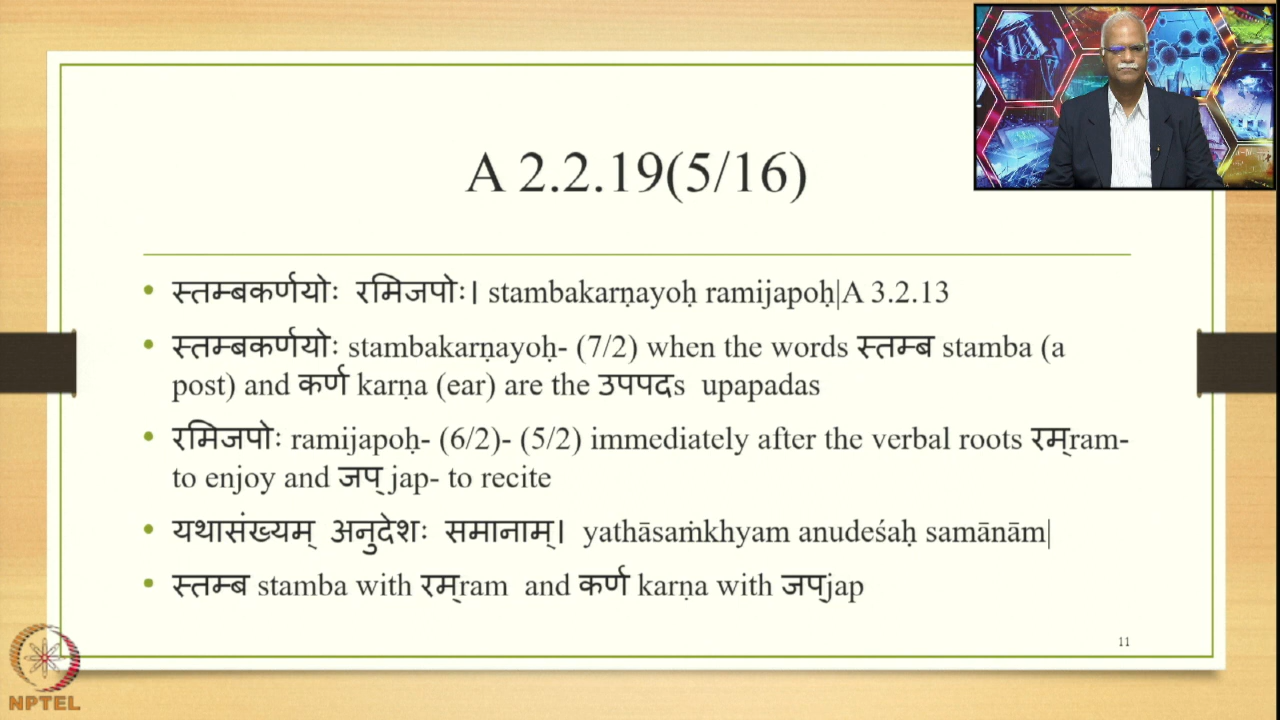 A 2.2.19(5/16)
• स्तम्बकर्णयोः रमिजपोः। stambakarṇayoḥ ramijapoḥ|A 3.2.13
• स्तम्बकर्णयोः stambakarṇayoḥ- (7/2) when the words स्तम्ब stamba (a
post) and कर्ण karṇa (ear) are the उपपदs upapadas
• रमिजपोः ramijapoḥ- (6/2)- (5/2) immediately after the verbal roots रम्ram-
to enjoy and जप् jap- to recite
• यथासंख्यम् अनुदेशः समानाम्। yathāsaṁkhyam anudeśaḥ samānām|
• स्तम्ब stamba with रम्ram and कर्ण karṇa with जप्jap
11
NPTEL